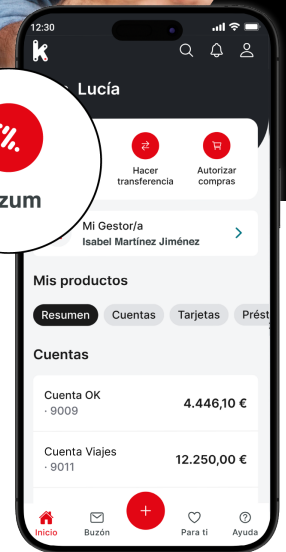 12:30
k
Lucía
zum
Hacer
transferencia
Autorizar
compras
Mi Gestor/a
Isabel Martínez Jiménez
Mis productos
Resumen Cuentas Tarjetas Prést
Cuentas
Cuenta OK
· 9009
4.446,10 €
Cuenta Viajes
· 9011
12.250,00 €
Inicio Buzón Para ti Ayuda